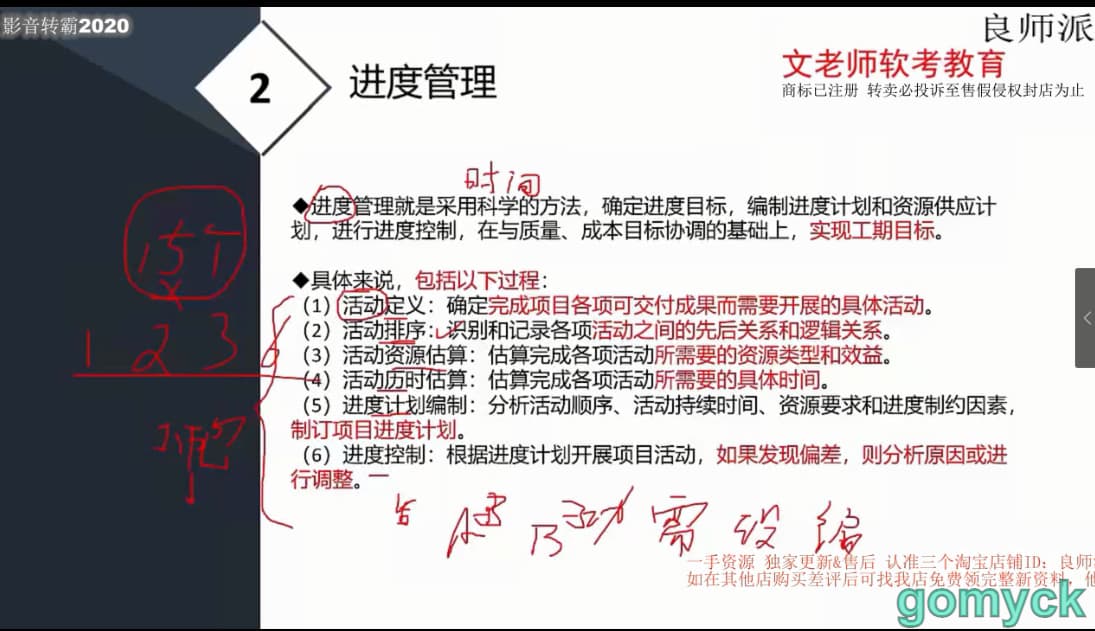 影音转霸2020
良师派
文老师软考教育
商标已注册 转卖必投诉至售假侵权封店为止
2
进度管理
时间
◆进度管理就是采用科学的方法，确定进度目标，编制进度计划和资源供应计
划，进行进度控制，在与质量、成本目标协调的基础上，实现工期目标。
◆具体来说，包括以下过程：
（1）活动定义：确定完成项目各项可交付成果而需要开展的具体活动。
（2）活动排序：识别和记录各项活动之间的先后关系和逻辑关系。
（3）活动资源估算：估算完成各项活动所需要的资源类型和效益。
（4）活动历时估算：估算完成各项活动所需要的具体时间。
（5）进度计划编制：分析活动顺序、活动持续时间、资源要求和进度制约因素，
制订项目进度计划。
（6）进度控制：根据进度计划开展项目活动，如果发现偏差，则分析原因或进
行调整。
1 2 3
需 设 编
一手资源 独家更新&售后 认准三个淘宝店铺ID：良师
如在其他店购买差评后可找我店免费领完整新资料，
gomyck